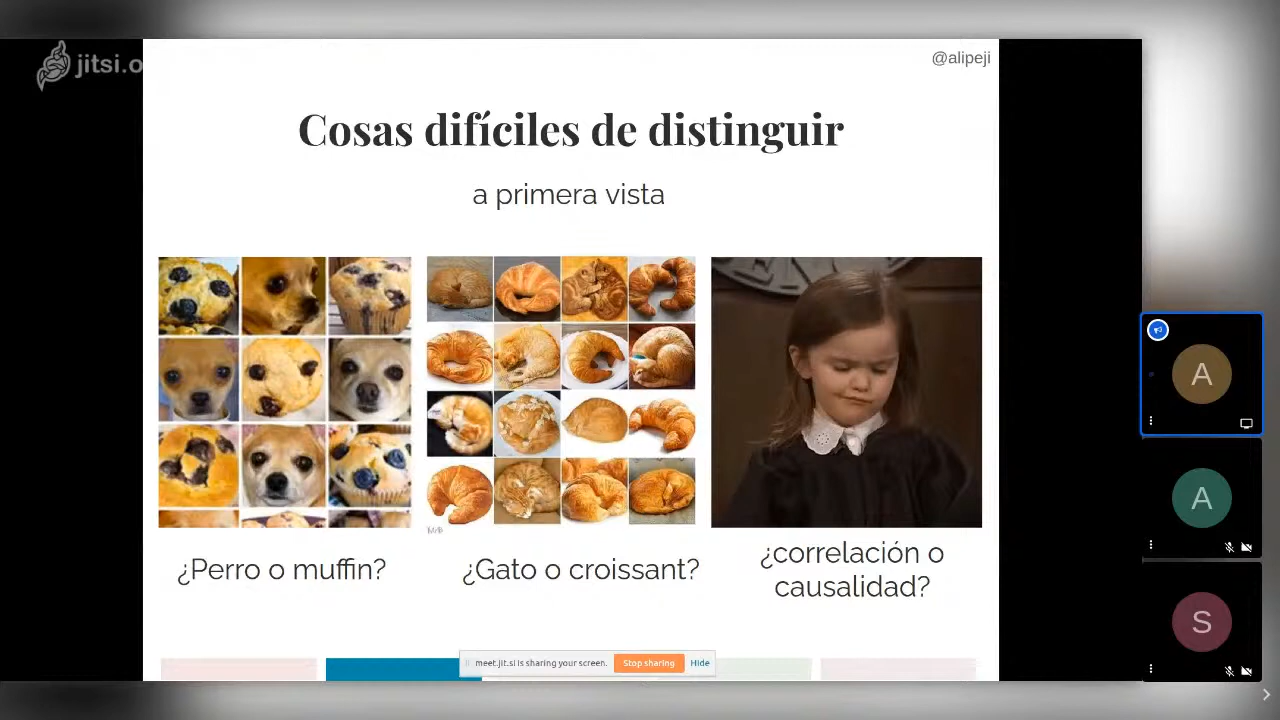 jitsi.o
@alipeji
Cosas difíciles de distinguir
a primera vista
¿Perro o muffin?
¿Gato o croissant?
¿correlación o
causalidad?
meet.jit.si is sharing your screen. Stop sharing Hide
A
A
S